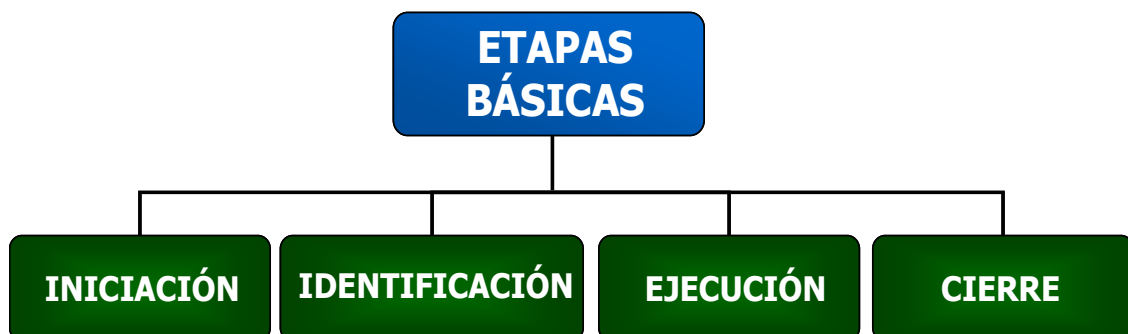 ETAPAS
BÁSICAS
INICIACIÓN
IDENTIFICACIÓN
EJECUCIÓN
CIERRE